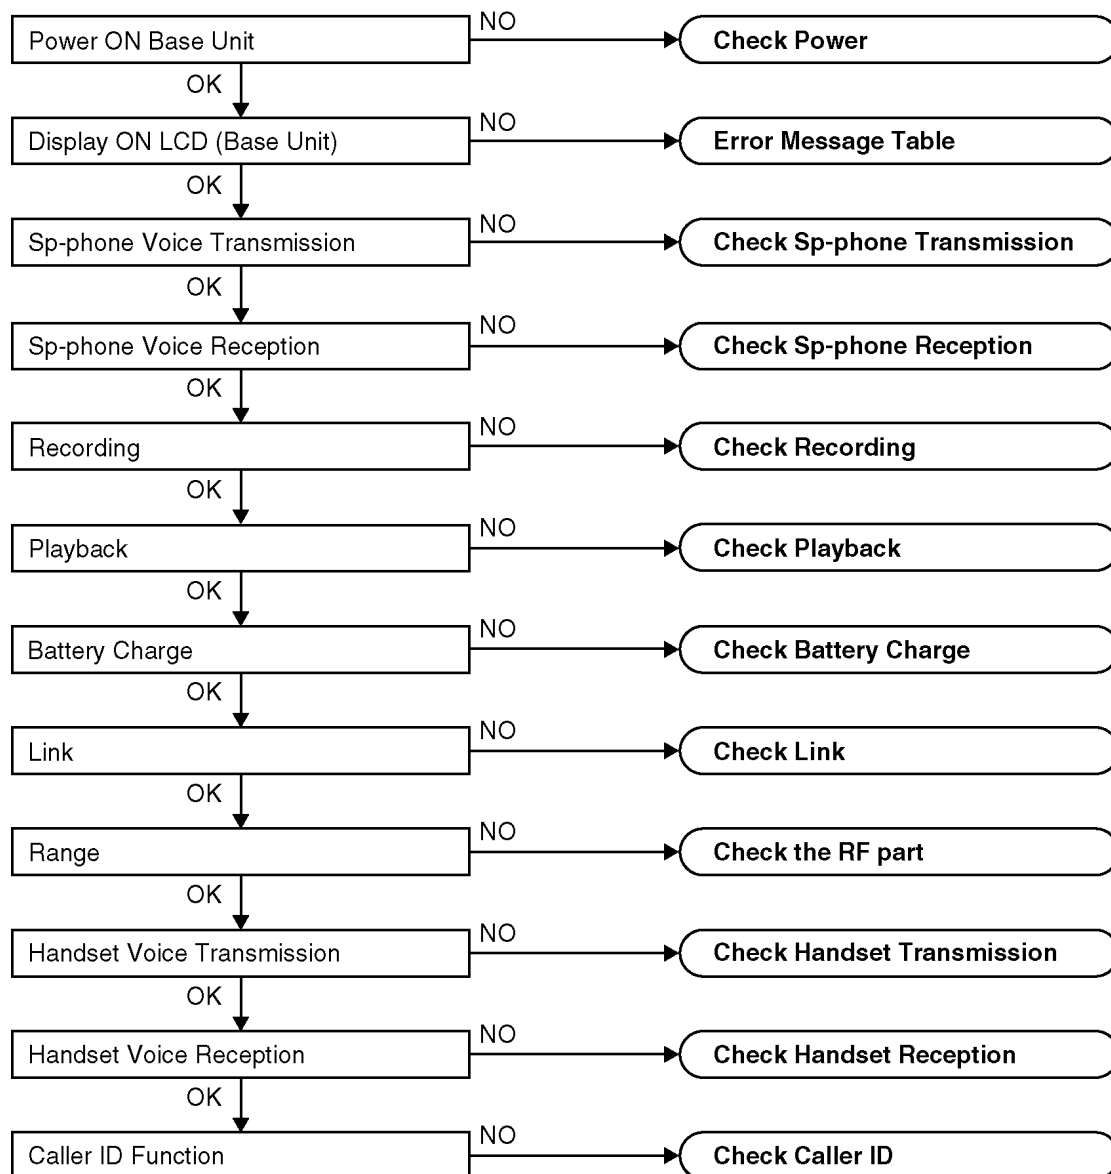 Power ON Base Unit
NO
Check Power
OK
Display ON LCD (Base Unit)
NO
Error Message Table
OK
Sp-phone Voice Transmission
NO
Check Sp-phone Transmission
OK
Sp-phone Voice Reception
NO
Check Sp-phone Reception
OK
Recording
NO
Check Recording
OK
Playback
NO
Check Playback
OK
Battery Charge
NO
Check Battery Charge
OK
Link
NO
Check Link
OK
Range
NO
Check the RF part
OK
Handset Voice Transmission
NO
Check Handset Transmission
OK
Handset Voice Reception
NO
Check Handset Reception
OK
Caller ID Function
NO
Check Caller ID